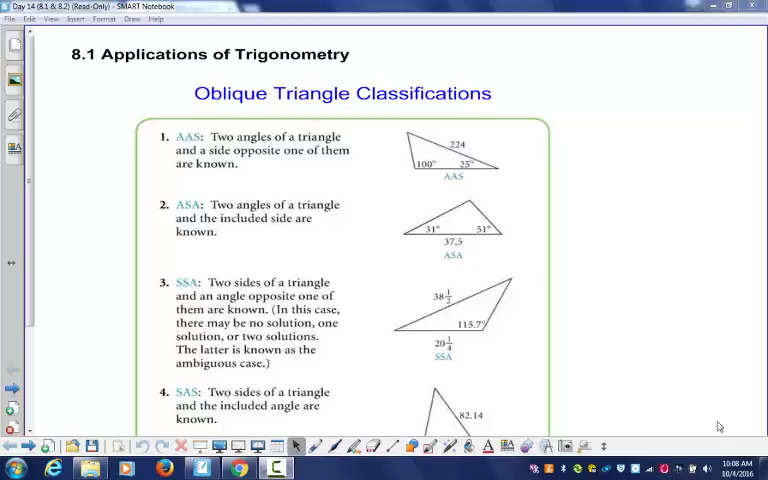 Day 14 (8.1 & 8.2) (Read-Only) - SMART Notebook
File Edit View Insert Format Draw Help
8.1 Applications of Trigonometry
Oblique Triangle Classifications
1. AAS: Two angles of a triangle
and a side opposite one of them
are known.
224
100° 25°
AAS
2. ASA: Two angles of a triangle
and the included side are
known.
31° 51°
37.5
ASA
3. SSA: Two sides of a triangle
and an angle opposite one of
them are known. (In this case,
there may be no solution, one
solution, or two solutions.
The latter is known as the
ambiguous case.)
38 1/2
115.7°
20 1/4
SSA
4. SAS: Two sides of a triangle
and the included angle are
known.
82.14
10:08 AM
10/4/2016